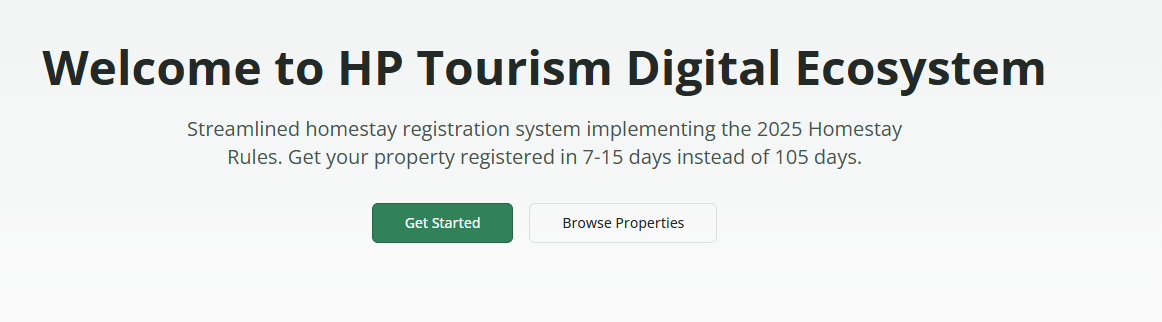 Welcome to HP Tourism Digital Ecosystem
Streamlined homestay registration system implementing the 2025 Homestay
Rules. Get your property registered in 7-15 days instead of 105 days.
Get Started
Browse Properties